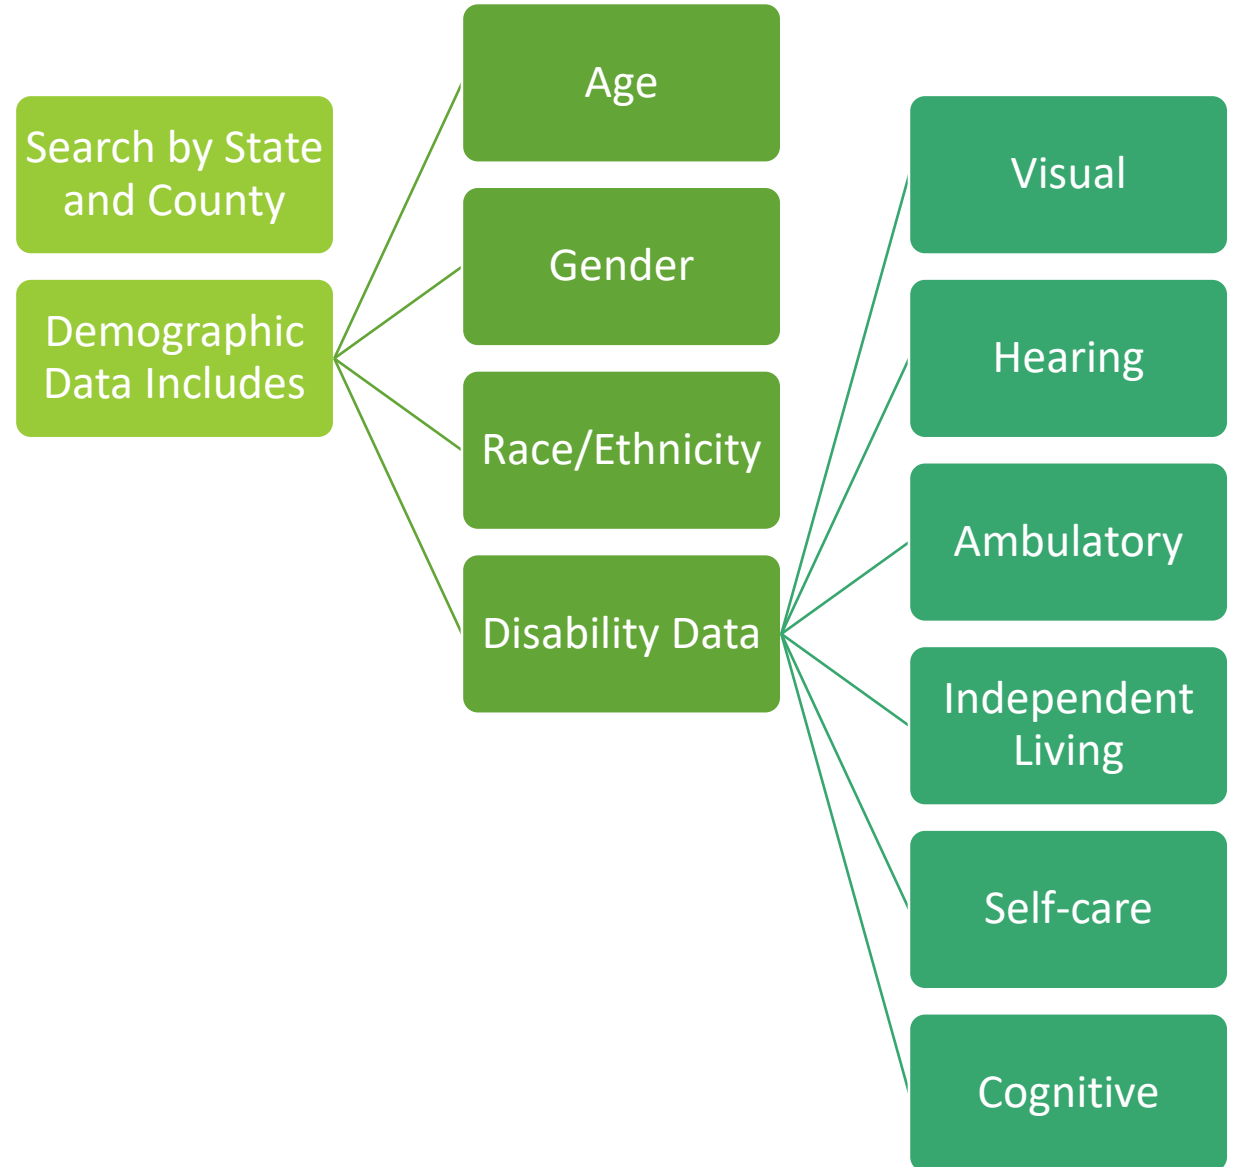 Search by State
and County
Demographic
Data Includes
Age
Gender
Race/Ethnicity
Disability Data
Visual
Hearing
Ambulatory
Independent
Living
Self-care
Cognitive